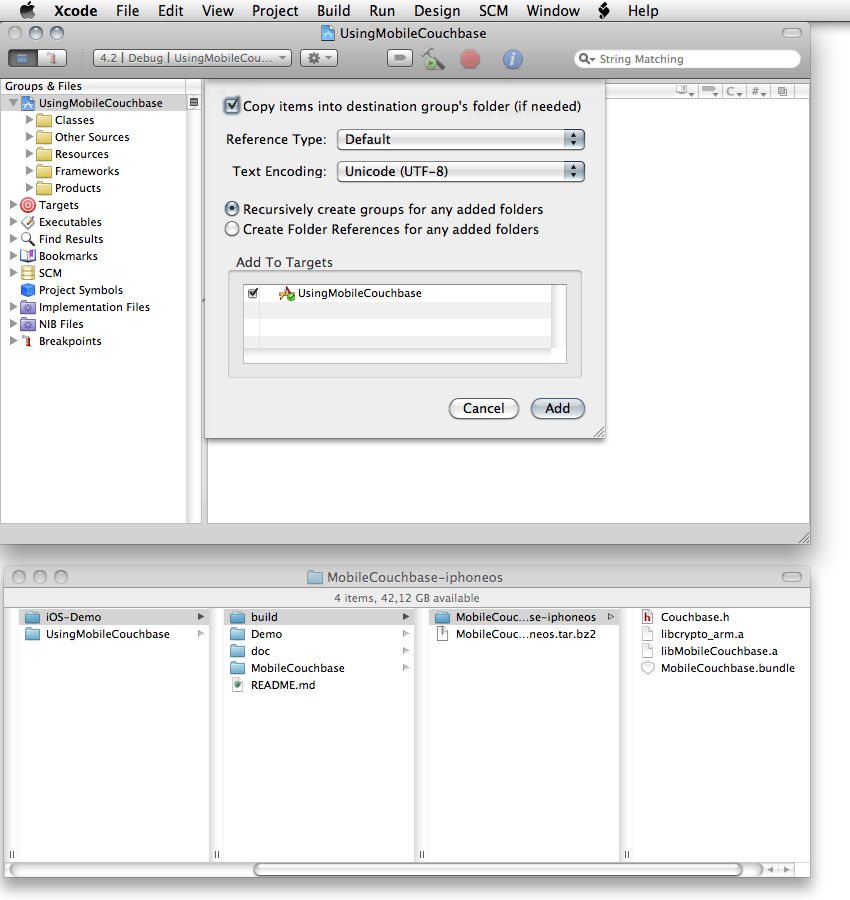 Xcode File Edit View Project Build Run Design SCM Window Help
UsingMobileCouchbase
4.2 | Debug | UsingMobileCou... String Matching
Groups & Files
UsingMobileCouchbase
Classes
Other Sources
Resources
Frameworks
Products
Targets
Executables
Find Results
Bookmarks
SCM
Project Symbols
Implementation Files
NIB Files
Breakpoints
C #
Copy items into destination group's folder (if needed)
Reference Type: Default
Text Encoding: Unicode (UTF-8)
Recursively create groups for any added folders
Create Folder References for any added folders
Add To Targets
UsingMobileCouchbase
Cancel Add
MobileCouchbase-iphoneos
4 items, 42,12 GB available
iOS-Demo
UsingMobileCouchbase
build
Demo
doc
MobileCouchbase
README.md
MobileCouc...se-iphoneos
MobileCouc...neos.tar.bz2
h Couchbase.h
libcrypto_arm.a
libMobileCouchbase.a
MobileCouchbase.bundle